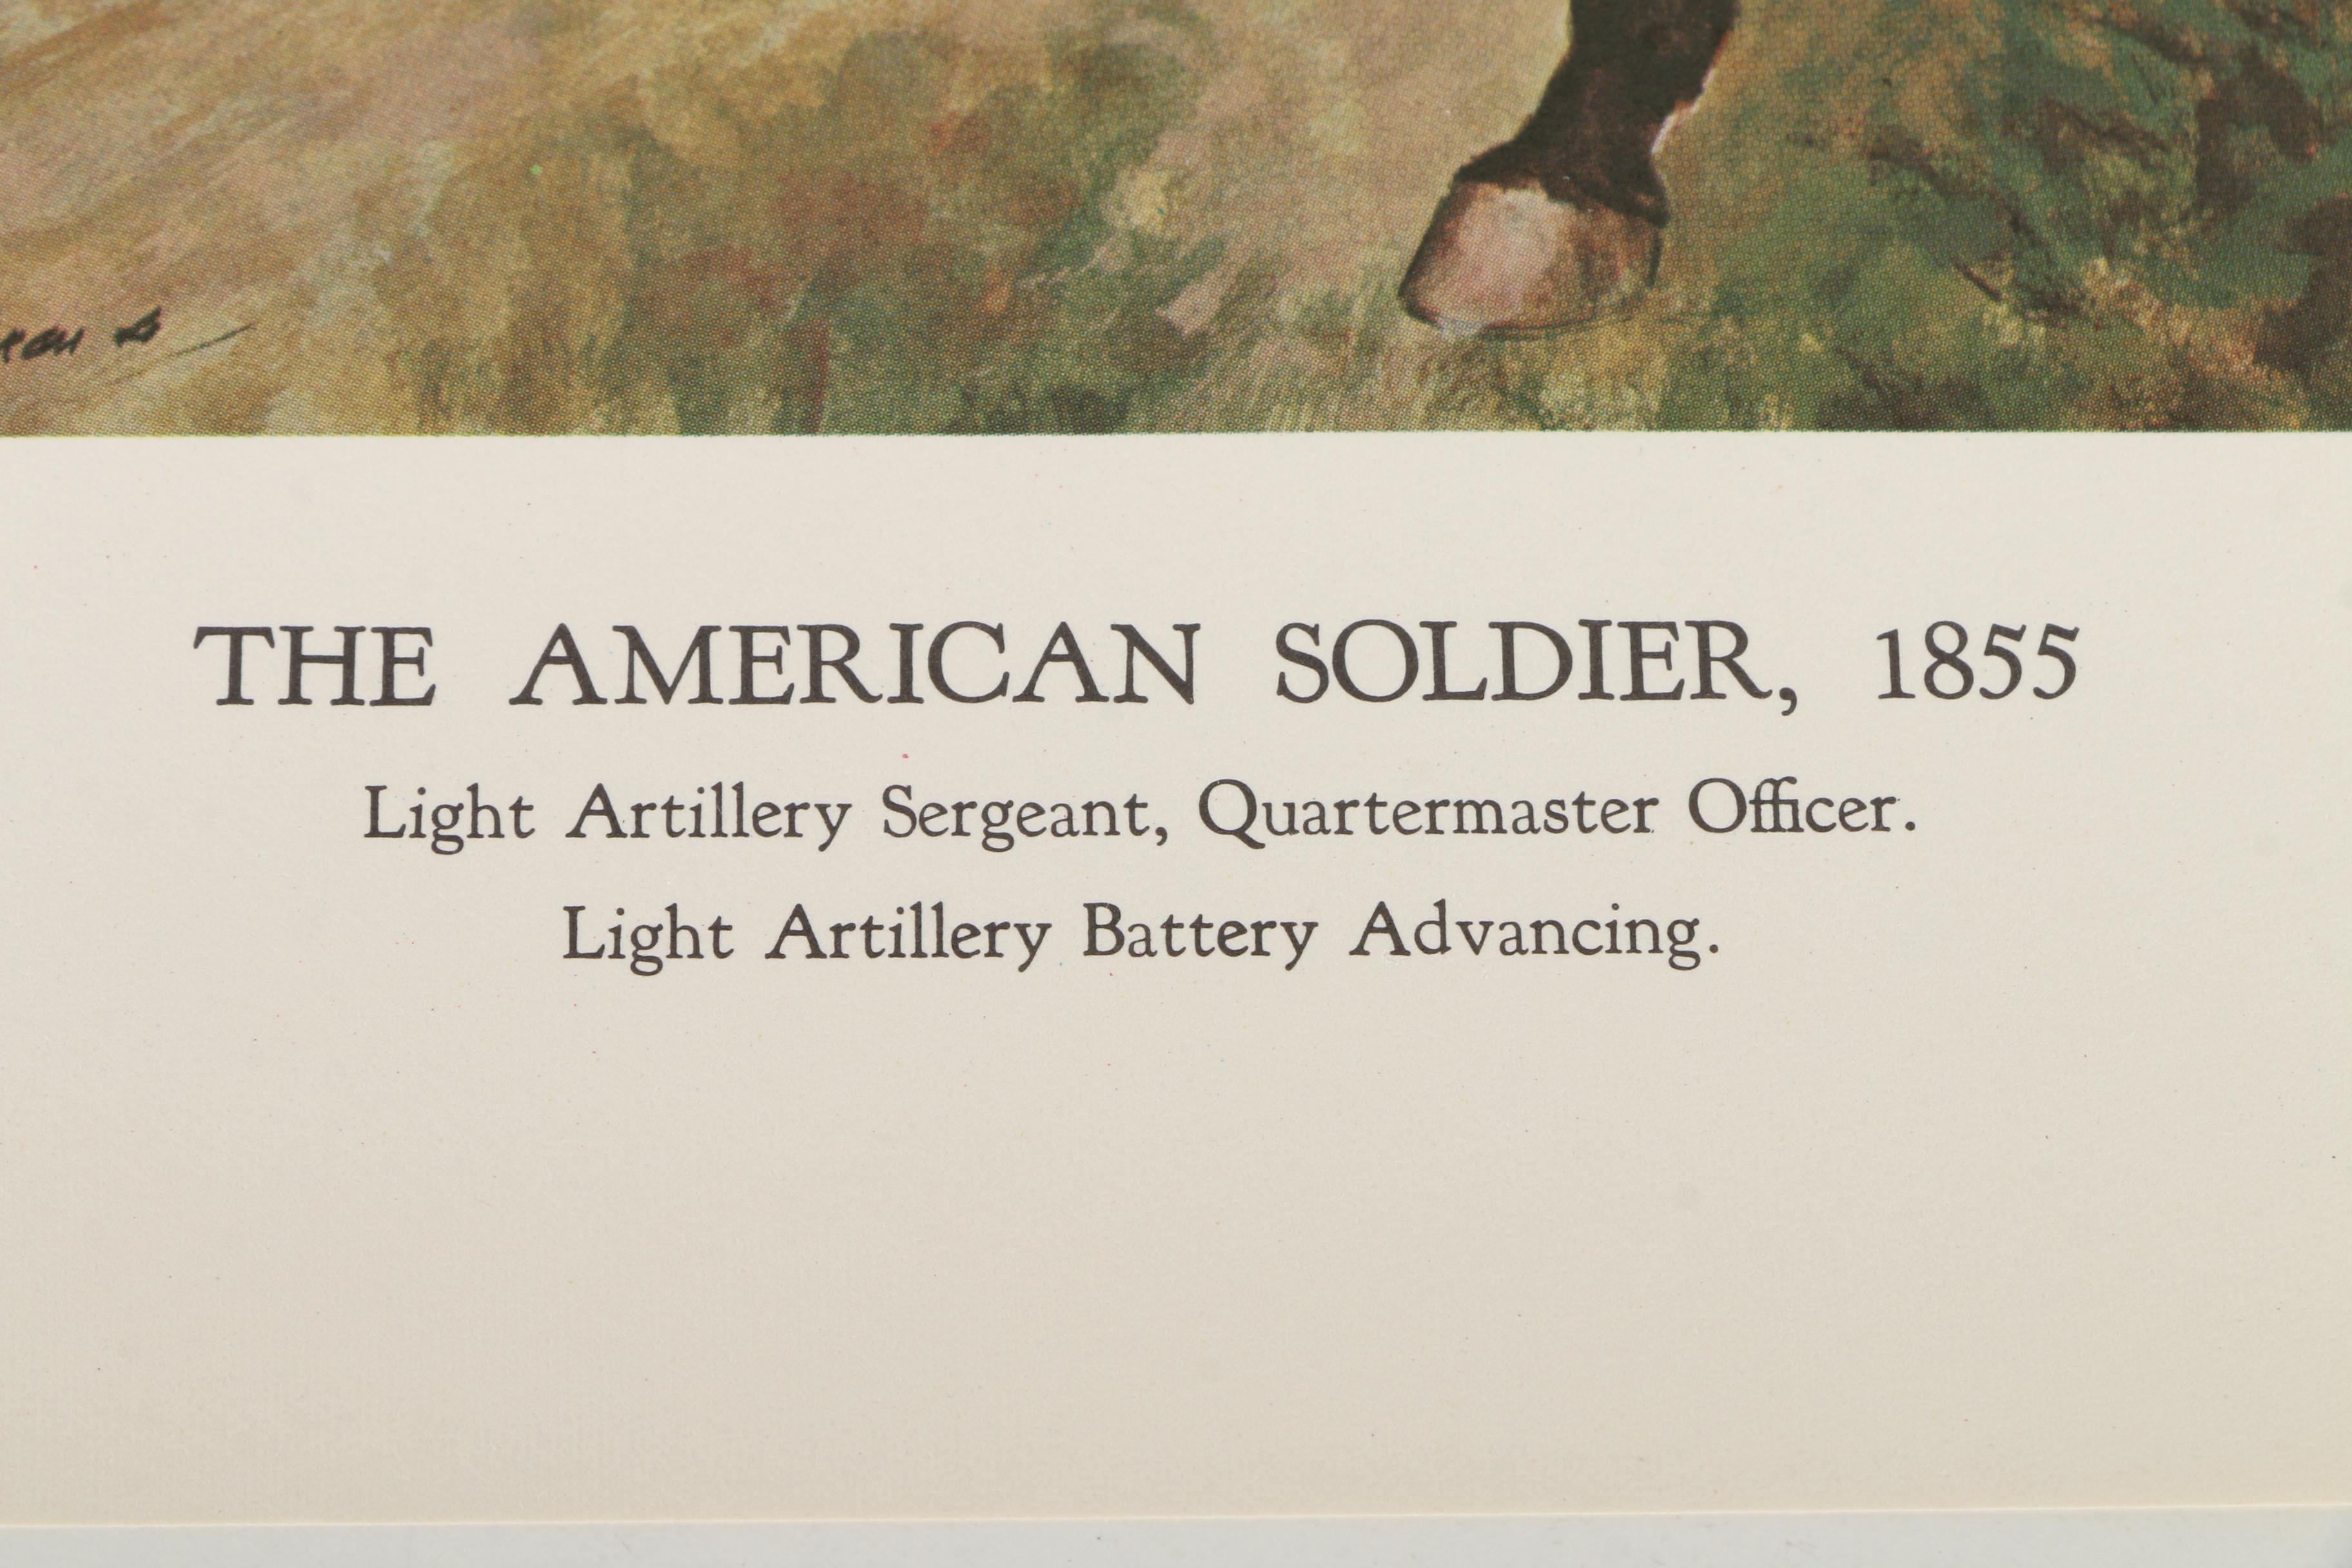 THE AMERICAN SOLDIER, 1855
Light Artillery Sergeant, Quartermaster Officer.
Light Artillery Battery Advancing.